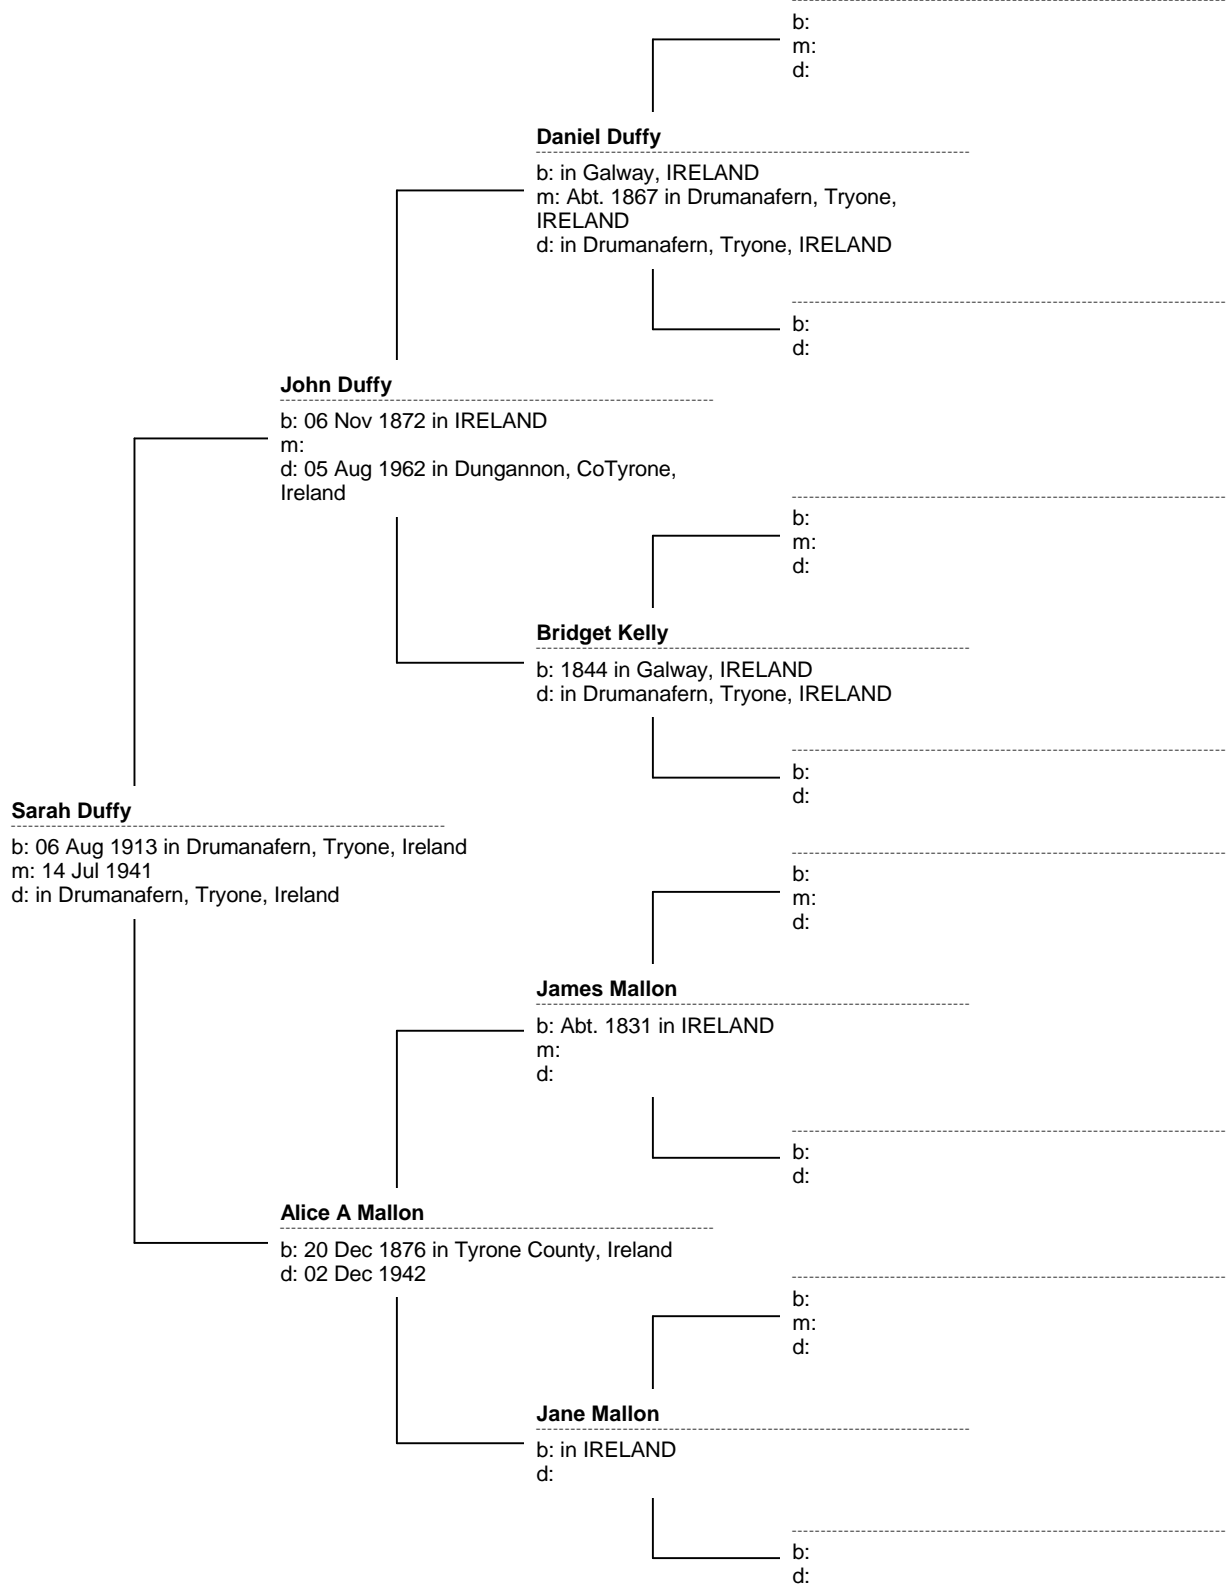 b:
m:
d:
Daniel Duffy
b: in Galway, IRELAND
m: Abt. 1867 in Drumanafern, Tryone,
IRELAND
d: in Drumanafern, Tryone, IRELAND
b:
d:
John Duffy
b: 06 Nov 1872 in IRELAND
m:
d: 05 Aug 1962 in Dungannon, CoTyrone,
Ireland
b:
m:
d:
Bridget Kelly
b: 1844 in Galway, IRELAND
d: in Drumanafern, Tryone, IRELAND
b:
d:
Sarah Duffy
b: 06 Aug 1913 in Drumanafern, Tryone, Ireland
m: 14 Jul 1941
d: in Drumanafern, Tryone, Ireland
b:
m:
d:
James Mallon
b: Abt. 1831 in IRELAND
m:
d:
b:
d:
Alice A Mallon
b: 20 Dec 1876 in Tyrone County, Ireland
d: 02 Dec 1942
b:
m:
d:
Jane Mallon
b: in IRELAND
d:
b:
d: